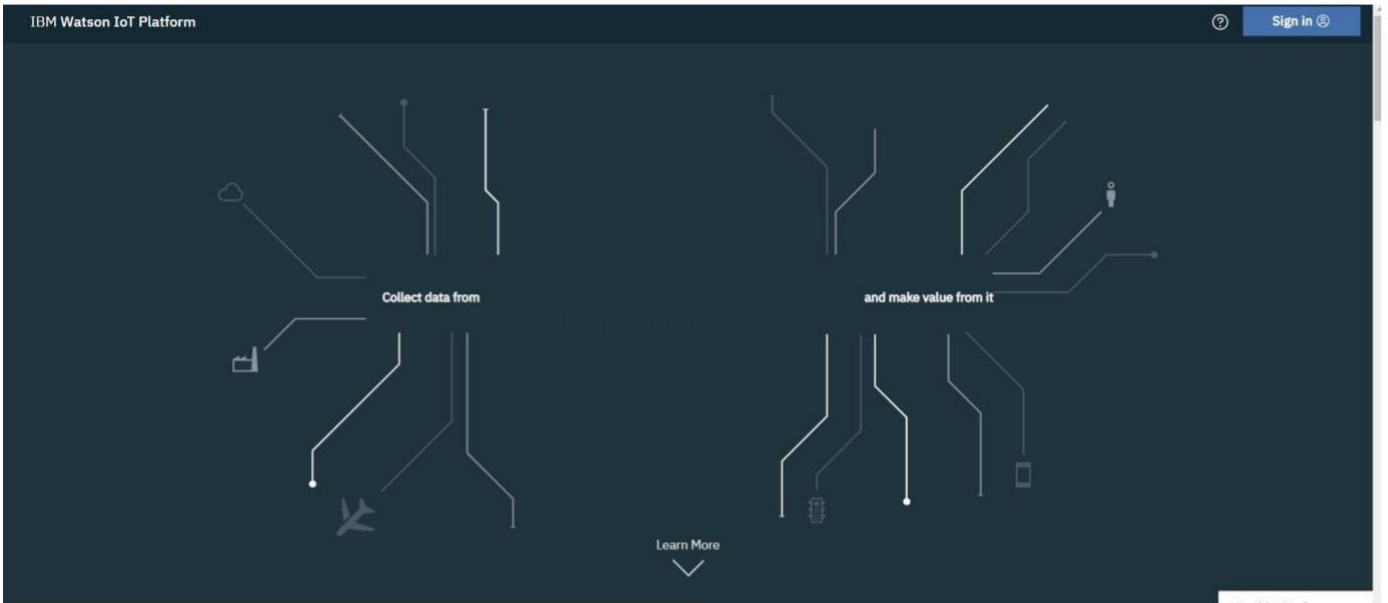 IBM Watson IoT Platform
Sign in
Collect data from
and make value from it
Learn More